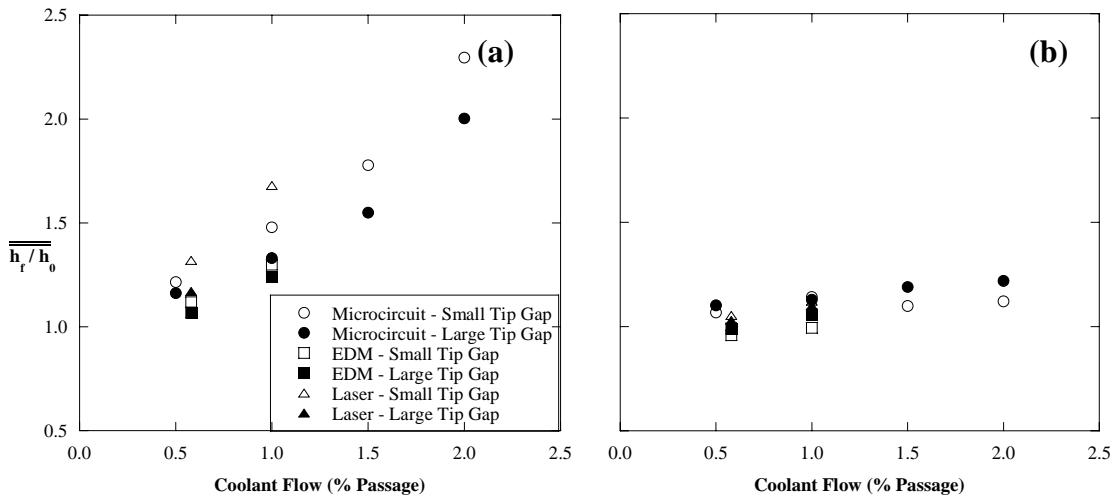 2.5
2.0
1.5
1.0
0.5
h_f / h_0
(a)
Microcircuit - Small Tip Gap
Microcircuit - Large Tip Gap
EDM - Small Tip Gap
EDM - Large Tip Gap
Laser - Small Tip Gap
Laser - Large Tip Gap
0.0 0.5 1.0 1.5 2.0 2.5
Coolant Flow (% Passage)
(b)
0.0 0.5 1.0 1.5 2.0 2.5
Coolant Flow (% Passage)